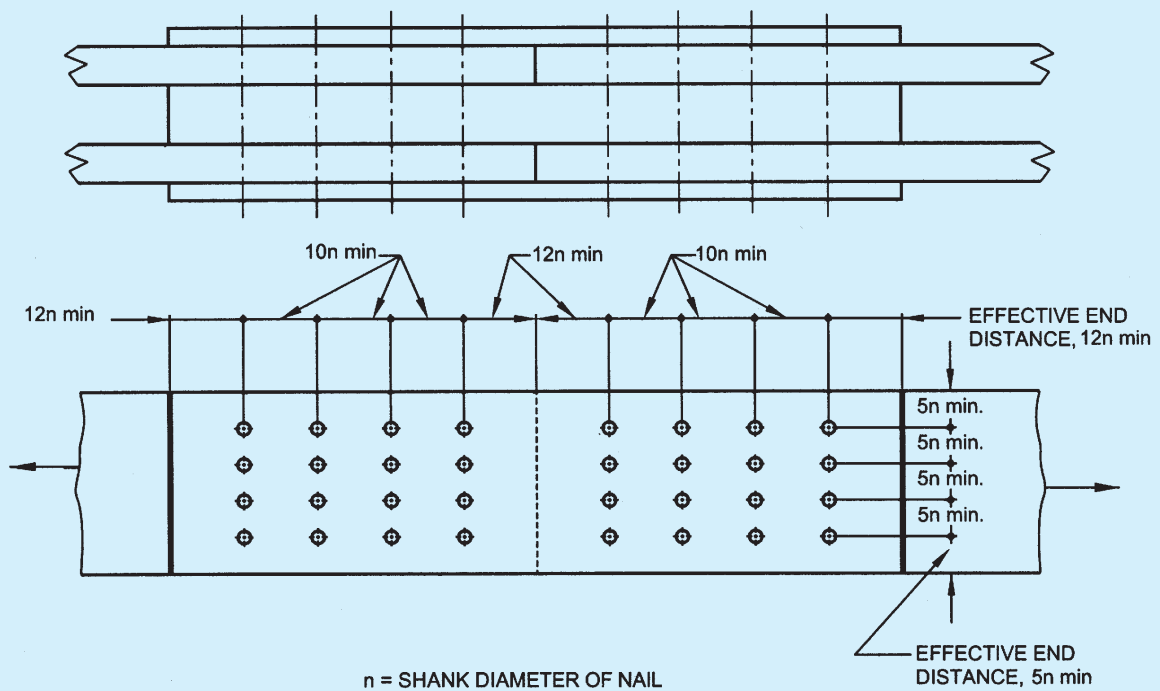 10n min
12n min
10n min
12n min
EFFECTIVE END
DISTANCE, 12n min
5n min.
5n min.
5n min.
5n min.
EFFECTIVE END
DISTANCE, 5n min
n = SHANK DIAMETER OF NAIL